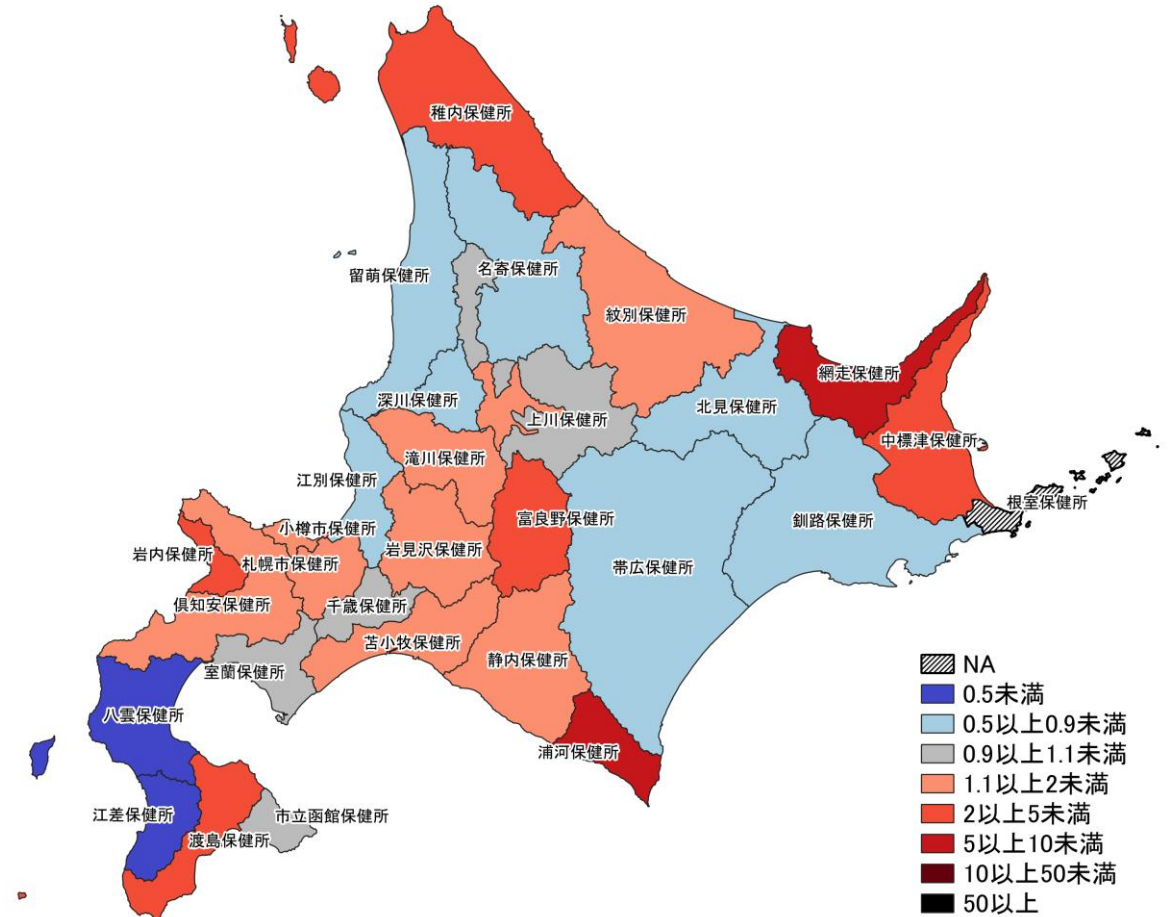 稚内保健所
留萌保健所
名寄保健所
紋別保健所
網走保健所
深川保健所
北見保健所
上川保健所
中標津保健所
滝川保健所
江別保健所
根室保健所
小樽市保健所
富良野保健所
釧路保健所
岩内保健所
岩見沢保健所
札幌市保健所
帯広保健所
倶知安保健所
千歳保健所
苫小牧保健所
静内保健所
室蘭保健所
八雲保健所
浦河保健所
江差保健所
市立函館保健所
渡島保健所
NA
0.5未満
0.5以上0.9未満
0.9以上1.1未満
1.1以上2未満
2以上5未満
5以上10未満
10以上50未満
50以上